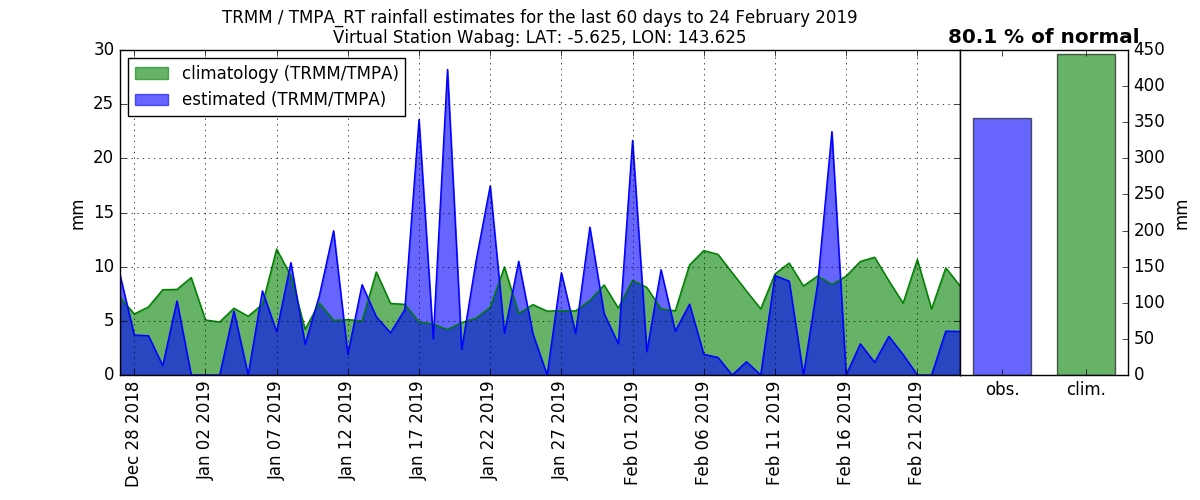 TRMM / TMPA_RT rainfall estimates for the last 60 days to 24 February 2019
Virtual Station Wabag: LAT: -5.625, LON: 143.625
80.1 % of normal
climatology (TRMM/TMPA)
estimated (TRMM/TMPA)
mm
30
25
20
15
10
5
0
Dec 28 2018
Jan 02 2019
Jan 07 2019
Jan 12 2019
Jan 17 2019
Jan 22 2019
Jan 27 2019
Feb 01 2019
Feb 06 2019
Feb 11 2019
Feb 16 2019
Feb 21 2019
450
400
350
300
250
200
150
100
50
0
mm
obs.
clim.